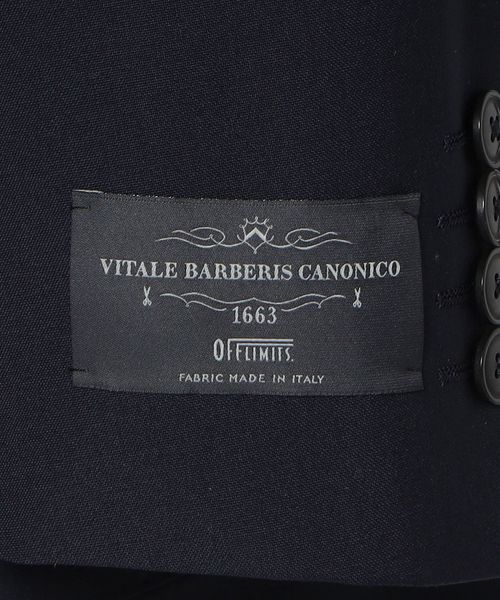 VITALE BARBERIS CANONICO
1663
OFFLIMITS.
FABRIC MADE IN ITALY